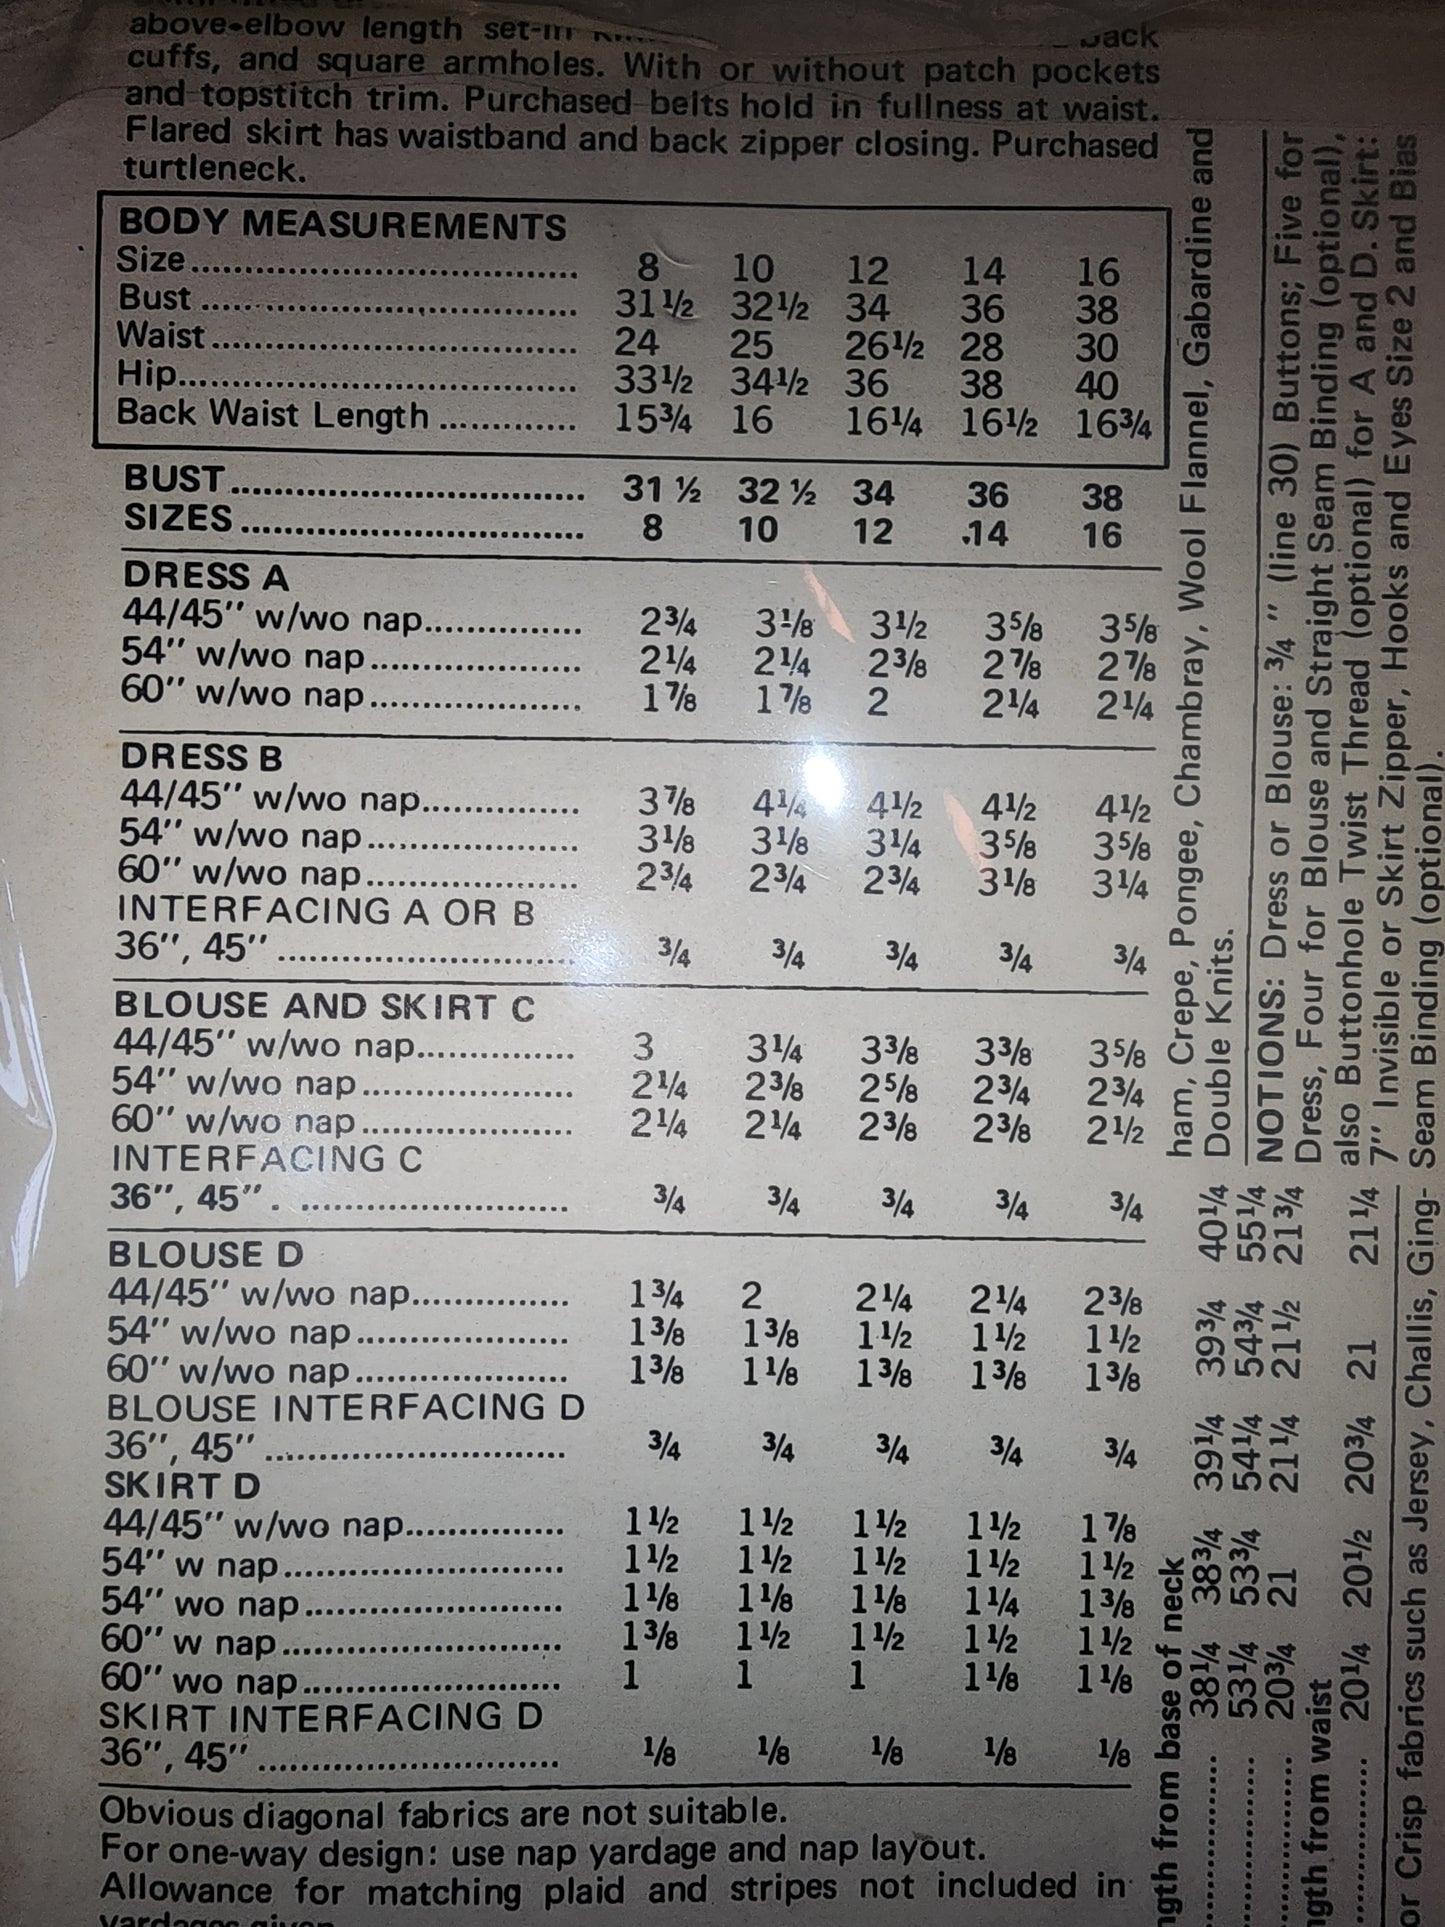 above-elbow length set-in
back
cuffs, and square armholes. With or without patch pockets
and topstitch trim. Purchased belts hold in fullness at waist.
Flared skirt has waistband and back zipper closing. Purchased
turtleneck.
BODY MEASUREMENTS
Size................................... 8 10 12 14 16
Bust ................................... 31½ 32½ 34 36 38
Waist................................... 24 25 26½ 28 30
Hip..................................... 33½ 34½ 36 38 40
Back Waist Length ............. 15¾ 16 16¼ 16½ 16¾
BUST................................... 31 ½ 32 ½ 34 36 38
SIZES ................................. 8 10 12 .14 16
DRESS A
44/45'' w/wo nap............... 2¾ 3⅛ 3½ 3⅝ 3⅝
54'' w/wo nap.................... 2¼ 2¼ 2⅜ 2⅞ 2⅞
60'' w/wo nap.................... 1⅞ 1⅞ 2 2¼ 2¼
DRESS B
44/45'' w/wo nap............... 3⅞ 4¼ 4½ 4½ 4½
54'' w/wo nap.................... 3⅛ 3⅛ 3¼ 3⅝ 3⅝
60'' w/wo nap.................... 2¾ 2¾ 2¾ 3⅛ 3¼
INTERFACING A OR B
36'', 45'' ............................. ¾ ¾ ¾ ¾ ¾
BLOUSE AND SKIRT C
44/45'' w/wo nap............... 3 3¼ 3⅜ 3⅜ 3⅝
54'' w/wo nap.................... 2¼ 2⅜ 2⅝ 2¾ 2¾
60'' w/wo nap.................... 2¼ 2¼ 2⅜ 2⅜ 2½
INTERFACING C
36'', 45'' . .......................... ¾ ¾ ¾ ¾ ¾
BLOUSE D
44/45'' w/wo nap............... 1¾ 2 2¼ 2¼ 2⅜
54'' w/wo nap.................... 1⅜ 1⅜ 1½ 1½ 1½
60'' w/wo nap.................... 1⅜ 1⅛ 1⅜ 1⅜ 1⅜
BLOUSE INTERFACING D
36'', 45'' ............................. ¾ ¾ ¾ ¾ ¾
SKIRT D
44/45'' w/wo nap............... 1½ 1½ 1½ 1½ 1⅞
54'' w nap........................... 1½ 1½ 1½ 1½ 1½
54'' wo nap......................... 1⅛ 1⅛ 1⅛ 1¼ 1⅜
60'' w nap........................... 1⅜ 1½ 1½ 1½ 1½
60'' wo nap......................... 1 1 1 1⅛ 1⅛
SKIRT INTERFACING D
36'', 45'' ............................. ⅛ ⅛ ⅛ ⅛ ⅛
Obvious diagonal fabrics are not suitable.
For one-way design: use nap yardage and nap layout.
Allowance for matching plaid and stripes not included in
yardages given.
from base of neck
............... 38¼ 38¾ 39¼ 39¾ 40¼
............... 53¼ 53¾ 54¼ 54¾ 55¼
............... 20¾ 21 21¼ 21½ 21¾
from waist
............... 20¼ 20½ 20¾ 21 21¼
or Crisp fabrics such as Jersey, Challis, Ging-
ham, Crepe, Pongee, Chambray, Wool Flannel, Gabardine and
Double Knits.
NOTIONS: Dress or Blouse: ¾ '' (line 30) Buttons; Five for
Dress, Four for Blouse and Straight Seam Binding (optional),
also Buttonhole Twist Thread (optional) for A and D. Skirt:
7'' Invisible or Skirt Zipper, Hooks and Eyes Size 2 and Bias
Seam Binding (optional).